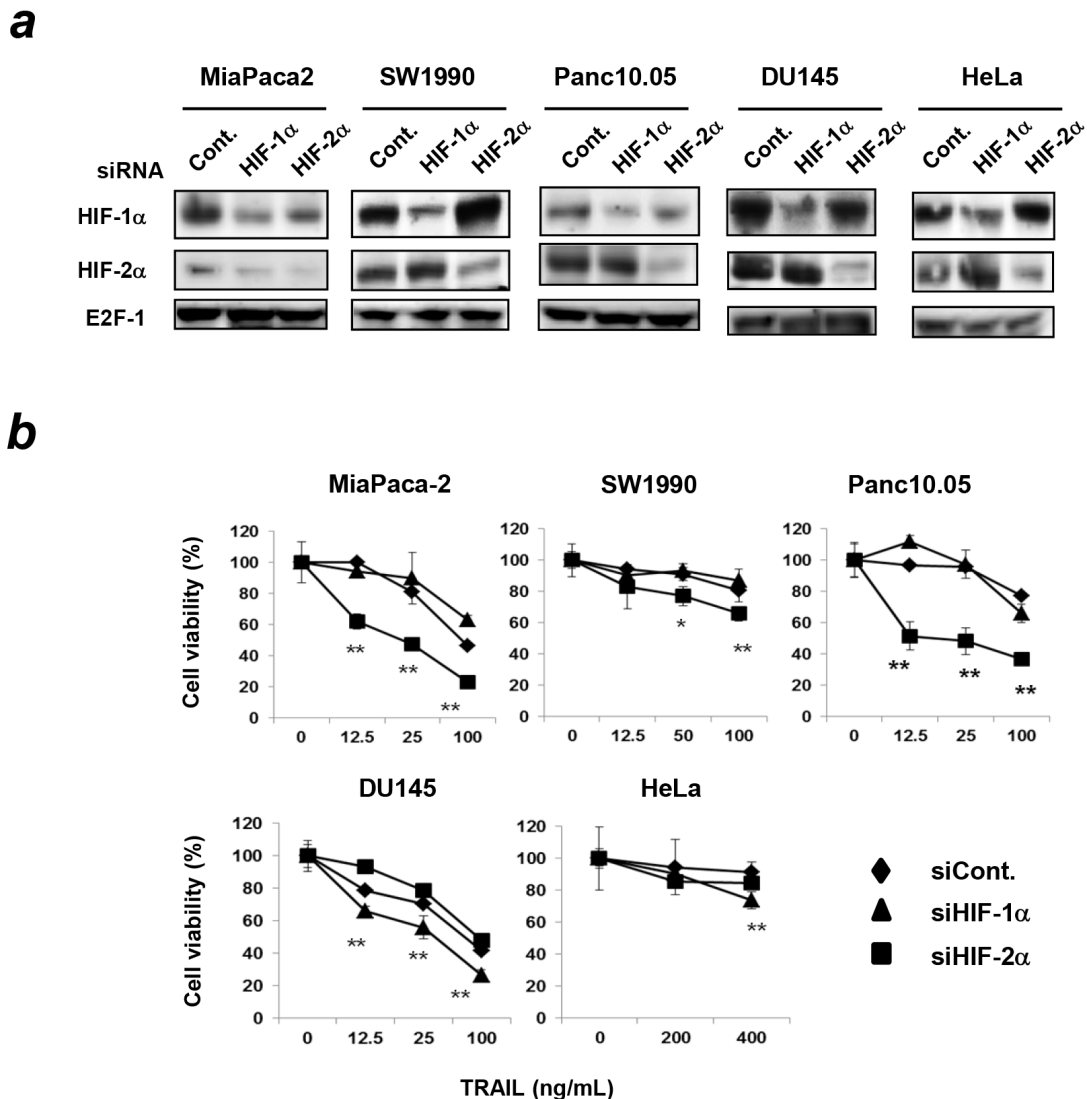 a
MiaPaca2 SW1990 Panc10.05 DU145 HeLa
siRNA Cont. HIF-1α HIF-2α Cont. HIF-1α HIF-2α Cont. HIF-1α HIF-2α Cont. HIF-1α HIF-2α Cont. HIF-1α HIF-2α
HIF-1α
HIF-2α
E2F-1
b
MiaPaca-2 SW1990 Panc10.05
Cell viability (%)
120 100 80 60 40 20 0
** ** **
0 12.5 25 100
120 100 80 60 40 20 0
* **
0 12.5 50 100
120 100 80 60 40 20 0
** ** **
0 12.5 25 100
DU145 HeLa
Cell viability (%)
120 100 80 60 40 20 0
** ** **
0 12.5 25 100
120 100 80 60 40 20 0
**
0 200 400
siCont.
siHIF-1α
siHIF-2α
TRAIL (ng/mL)